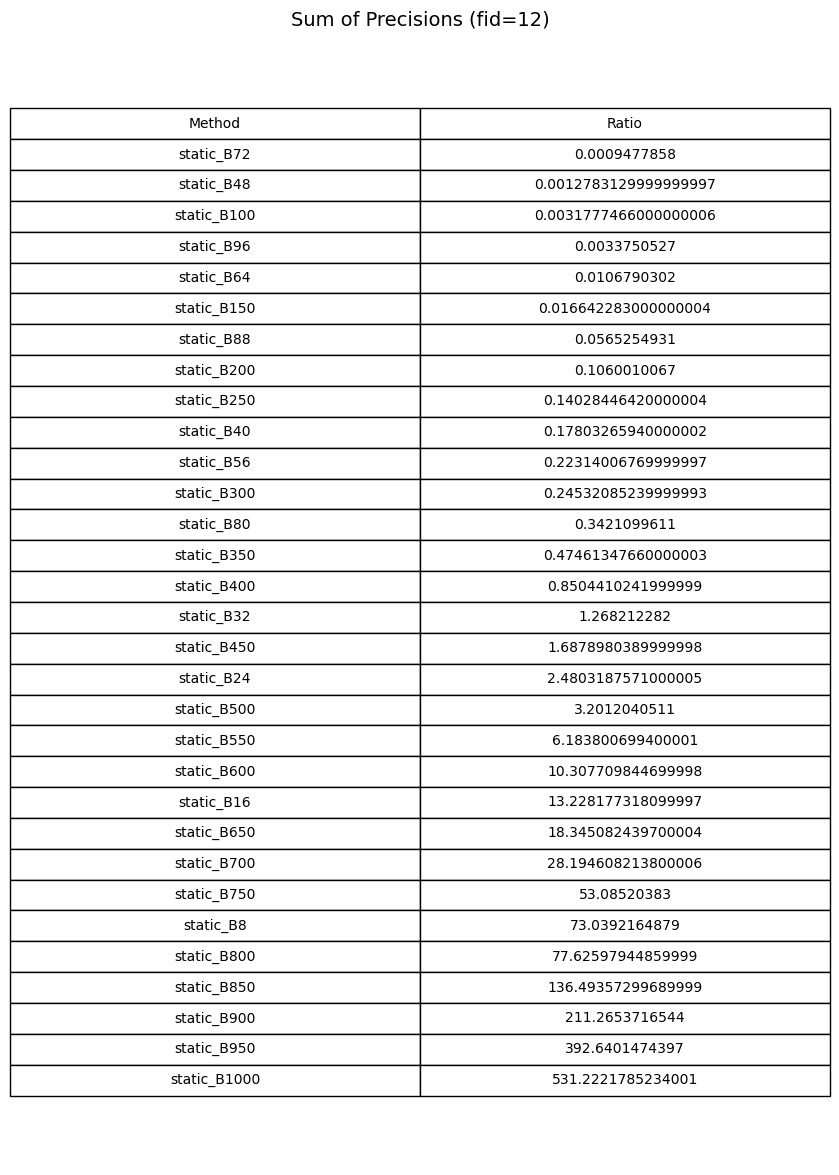 Sum of Precisions (fid=12)
Method Ratio
static_B72 0.0009477858
static_B48 0.0012783129999999997
static_B100 0.0031777466000000006
static_B96 0.0033750527
static_B64 0.0106790302
static_B150 0.016642283000000004
static_B88 0.0565254931
static_B200 0.1060010067
static_B250 0.14028446420000004
static_B40 0.17803265940000002
static_B56 0.22314006769999997
static_B300 0.24532085239999993
static_B80 0.3421099611
static_B350 0.47461347660000003
static_B400 0.8504410241999999
static_B32 1.268212282
static_B450 1.6878980389999998
static_B24 2.4803187571000005
static_B500 3.2012040511
static_B550 6.183800699400001
static_B600 10.307709844699998
static_B16 13.228177318099997
static_B650 18.345082439700004
static_B700 28.194608213800006
static_B750 53.08520383
static_B8 73.0392164879
static_B800 77.62597944859999
static_B850 136.49357299689999
static_B900 211.2653716544
static_B950 392.6401474397
static_B1000 531.2221785234001